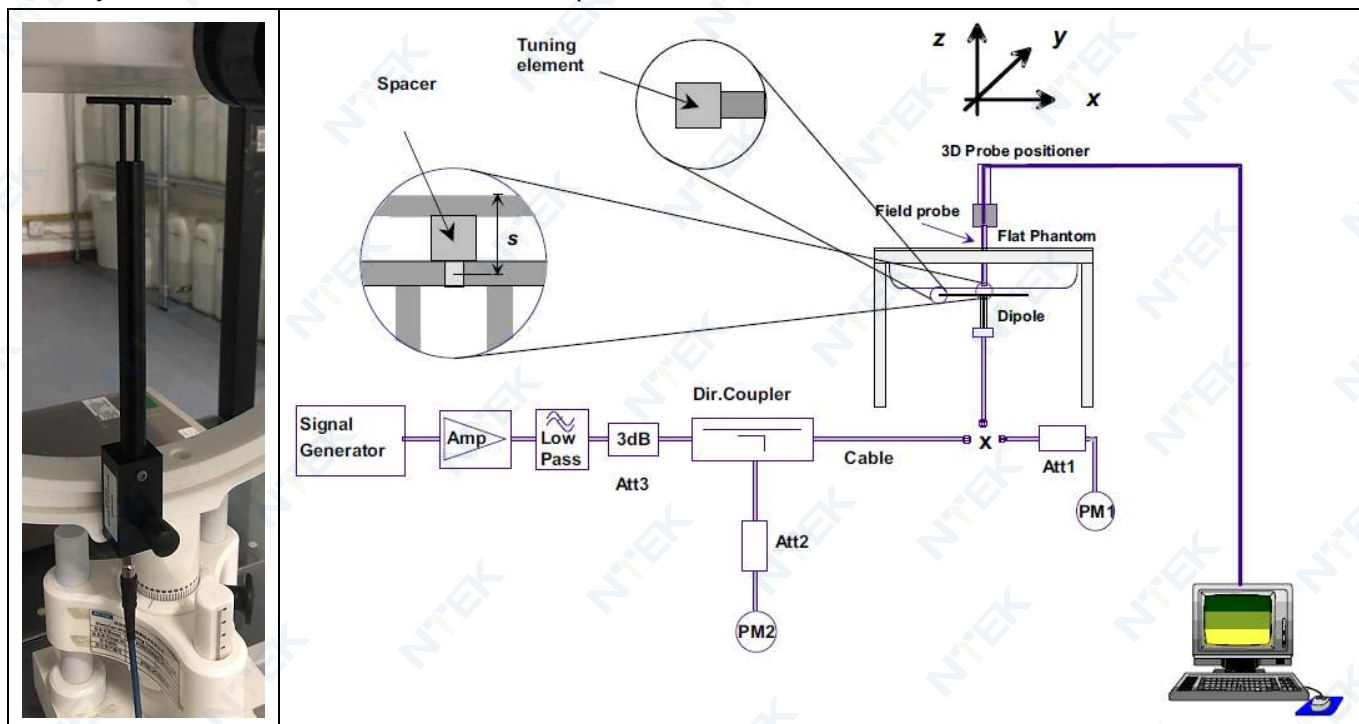 Tuning
element
Spacer
s
z
y
x
3D Probe positioner
Field probe
Flat Phantom
Dipole
Dir.Coupler
Signal
Generator
Amp
Low
Pass
3dB
Att3
Cable
x
Att1
PM1
Att2
PM2
NTEK